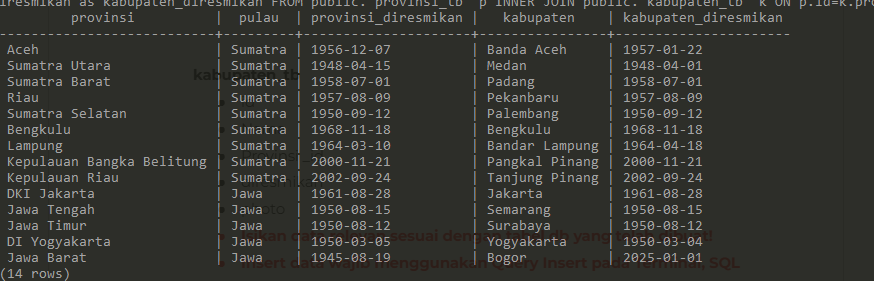 iresmikan as kabupaten_diresmikan FROM public."provinsi_tb" p INNER JOIN public."kabupaten_tb" k ON p.id=k.pro
provinsi | pulau | provinsi_diresmikan | kabupaten | kabupaten_diresmikan
Aceh | Sumatra | 1956-12-07 | Banda Aceh | 1957-01-22
Sumatra Utara | Sumatra | 1948-04-15 | Medan | 1948-04-01
Sumatra Barat | Sumatra | 1958-07-01 | Padang | 1958-07-01
Riau | Sumatra | 1957-08-09 | Pekanbaru | 1957-08-09
Sumatra Selatan | Sumatra | 1950-09-12 | Palembang | 1950-09-12
Bengkulu | Sumatra | 1968-11-18 | Bengkulu | 1968-11-18
Lampung | Sumatra | 1964-03-10 | Bandar Lampung | 1964-04-18
Kepulauan Bangka Belitung | Sumatra | 2000-11-21 | Pangkal Pinang | 2000-11-21
Kepulauan Riau | Sumatra | 2002-09-24 | Tanjung Pinang | 2002-09-24
DKI Jakarta | Jawa | 1961-08-28 | Jakarta | 1961-08-28
Jawa Tengah | Jawa | 1950-08-15 | Semarang | 1950-08-15
Jawa Timur | Jawa | 1950-08-12 | Surabaya | 1950-08-12
DI Yogyakarta | Jawa | 1950-03-05 | Yogyakarta | 1950-03-04
Jawa Barat | Jawa | 1945-08-19 | Bogor | 2025-01-01
(14 rows)
kabupaten_tb